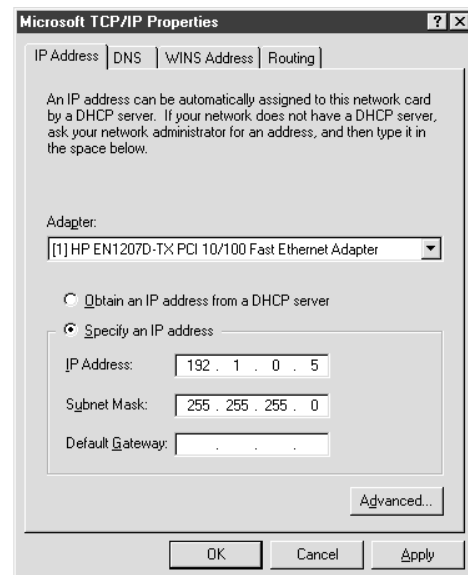 Microsoft TCP/IP Properties
IP Address DNS WINS Address Routing
An IP address can be automatically assigned to this network card
by a DHCP server. If your network does not have a DHCP server,
ask your network administrator for an address, and then type it in
the space below.
Adapter:
[1] HP EN1207D-TX PCI 10/100 Fast Ethernet Adapter
Obtain an IP address from a DHCP server
Specify an IP address
IP Address: 192 . 1 . 0 . 5
Subnet Mask: 255 . 255 . 255 . 0
Default Gateway: . . .
Advanced...
OK Cancel Apply